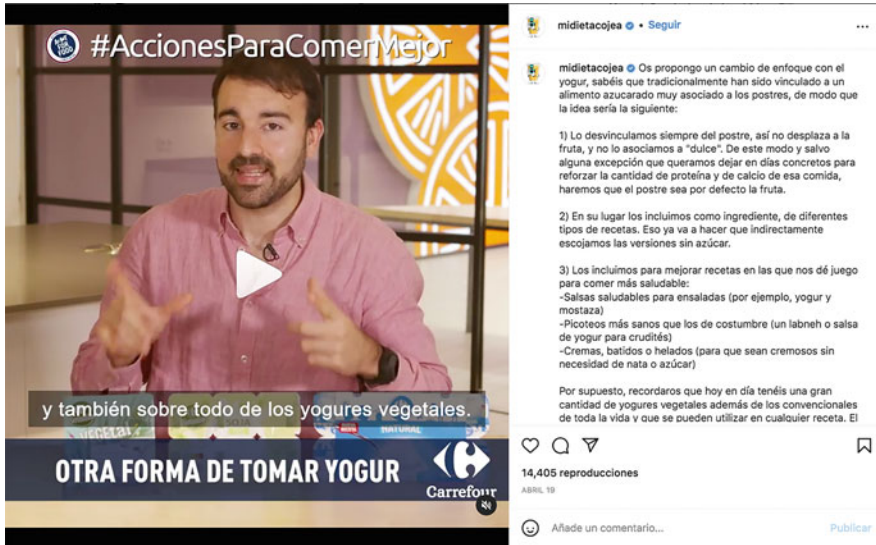 ACT FOR FOOD
#AccionesParaComerMejor
y también sobre todo de los yogures vegetales.
VEGETAL
SOJA
NATURAL
OTRA FORMA DE TOMAR YOGUR
Carrefour
midietacojea • Seguir
midietacojea Os propongo un cambio de enfoque con el
yogur, sabéis que tradicionalmente han sido vinculado a un
alimento azucarado muy asociado a los postres, de modo que
la idea sería la siguiente:
1) Lo desvinculamos siempre del postre, así no desplaza a la
fruta, y no lo asociamos a "dulce". De este modo y salvo
alguna excepción que queramos dejar en días concretos para
reforzar la cantidad de proteína y de calcio de esa comida,
haremos que el postre sea por defecto la fruta.
2) En su lugar los incluimos como ingrediente, de diferentes
tipos de recetas. Eso ya va a hacer que indirectamente
escojamos las versiones sin azúcar.
3) Los incluimos para mejorar recetas en las que nos dé juego
para comer más saludable:
-Salsas saludables para ensaladas (por ejemplo, yogur y
mostaza)
-Picoteos más sanos que los de costumbre (un labneh o salsa
de yogur para crudités)
-Cremas, batidos o helados (para que sean cremosos sin
necesidad de nata o azúcar)
Por supuesto, recordaros que hoy en día tenéis una gran
cantidad de yogures vegetales además de los convencionales
de toda la vida y que se pueden utilizar en cualquier receta. El
14,405 reproducciones
ABRIL 19
Añade un comentario...
Publicar